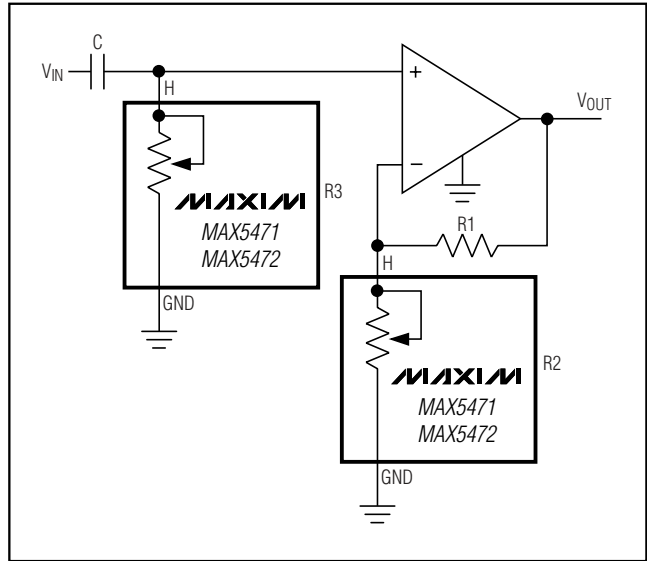 C
VIN
H
+
VOUT
−
R3
MAXIM
MAX5471
MAX5472
R1
H
GND
R2
MAXIM
MAX5471
MAX5472
GND